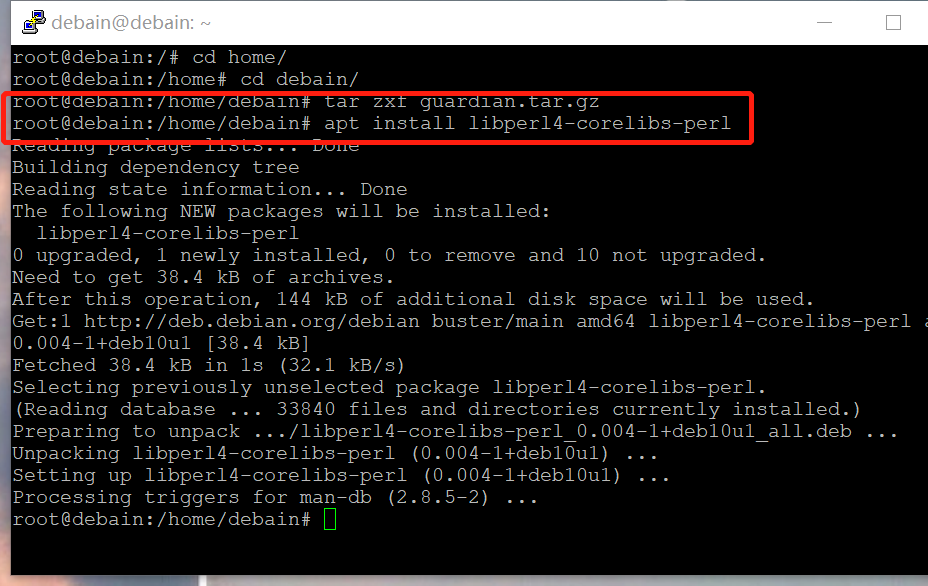 debain@debain: ~
root@debain:/# cd home/
root@debain:/home# cd debain/
root@debain:/home/debain# tar zxf guardian.tar.gz
root@debain:/home/debain# apt install libperl4-corelibs-perl
Reading package lists... Done
Building dependency tree
Reading state information... Done
The following NEW packages will be installed:
  libperl4-corelibs-perl
0 upgraded, 1 newly installed, 0 to remove and 10 not upgraded.
Need to get 38.4 kB of archives.
After this operation, 144 kB of additional disk space will be used.
Get:1 http://deb.debian.org/debian buster/main amd64 libperl4-corelibs-perl a
0.004-1+deb10u1 [38.4 kB]
Fetched 38.4 kB in 1s (32.1 kB/s)
Selecting previously unselected package libperl4-corelibs-perl.
(Reading database ... 33840 files and directories currently installed.)
Preparing to unpack .../libperl4-corelibs-perl_0.004-1+deb10u1_all.deb ...
Unpacking libperl4-corelibs-perl (0.004-1+deb10u1) ...
Setting up libperl4-corelibs-perl (0.004-1+deb10u1) ...
Processing triggers for man-db (2.8.5-2) ...
root@debain:/home/debain#